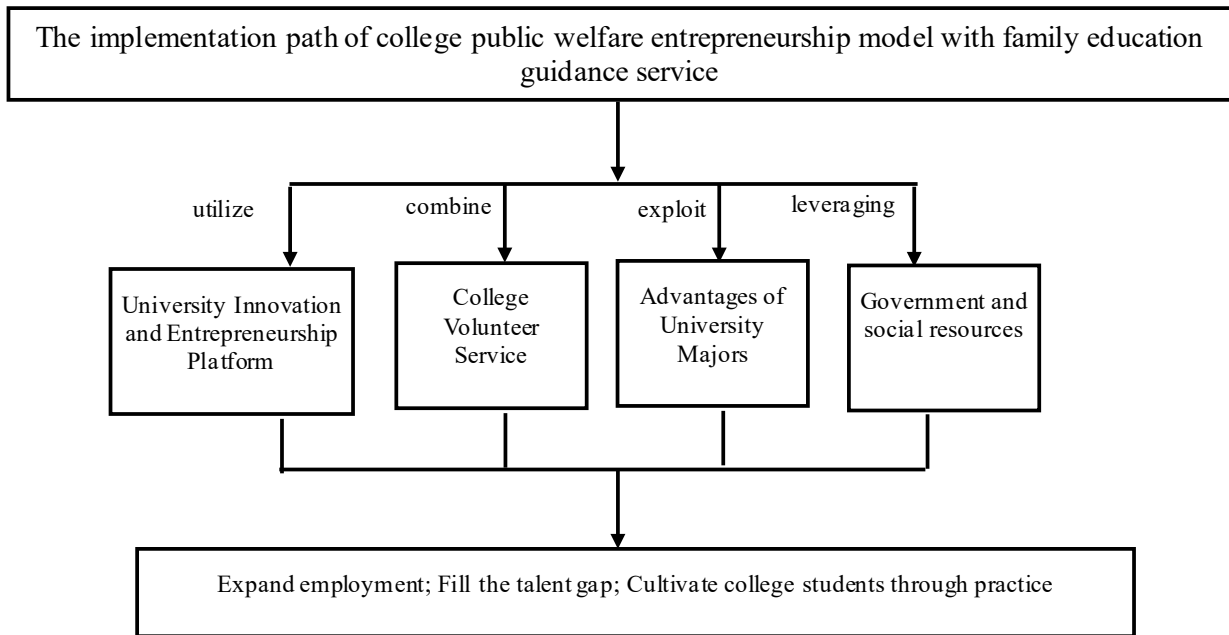 The implementation path of college public welfare entrepreneurship model with family education
guidance service
utilize
combine
exploit
leveraging
University Innovation
and Entrepreneurship
Platform
College
Volunteer
Service
Advantages of
University
Majors
Government and
social resources
Expand employment; Fill the talent gap; Cultivate college students through practice